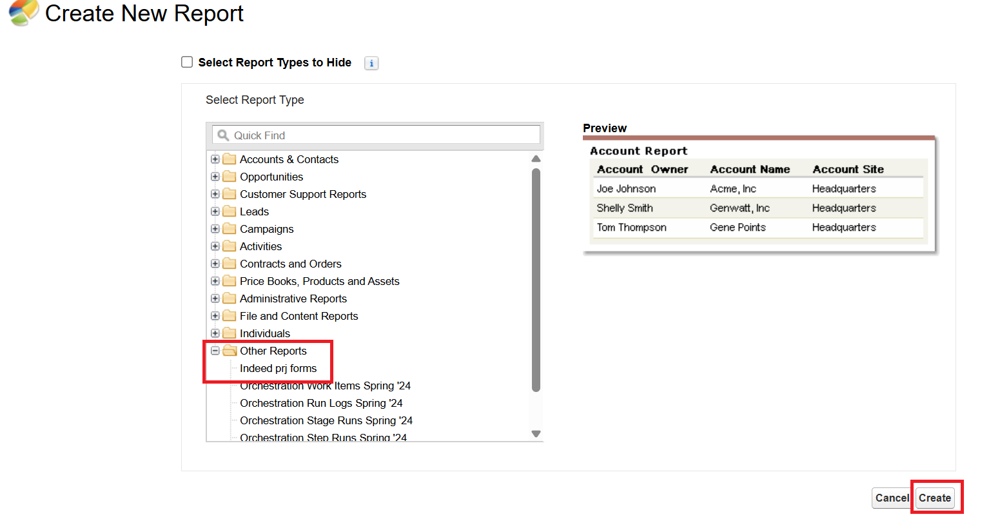 Create New Report
Select Report Types to Hide
i
Select Report Type
Quick Find
Accounts & Contacts
Opportunities
Customer Support Reports
Leads
Campaigns
Activities
Contracts and Orders
Price Books, Products and Assets
Administrative Reports
File and Content Reports
Individuals
Other Reports
Indeed prj forms
Orchestration Work Items Spring '24
Orchestration Run Logs Spring '24
Orchestration Stage Runs Spring '24
Orchestration Step Runs Spring '24
Preview
Account Report
Account Owner Account Name Account Site
Joe Johnson Acme, Inc Headquarters
Shelly Smith Genwatt, Inc Headquarters
Tom Thompson Gene Points Headquarters
Cancel Create